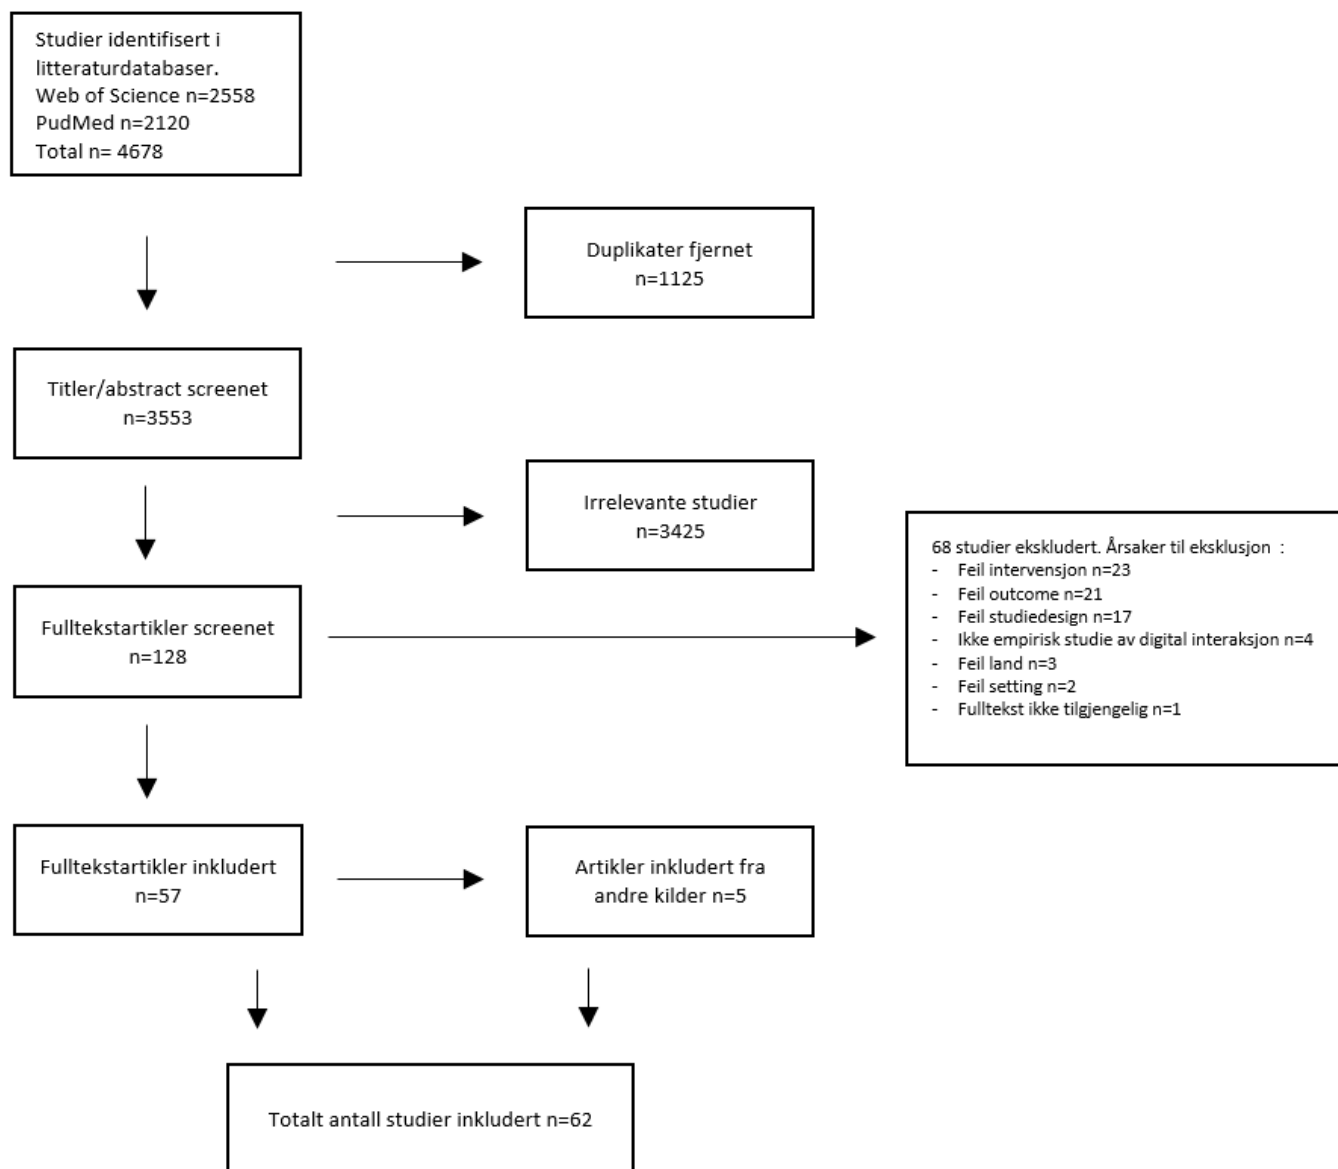 Studier identifisert i
litteraturdatabaser.
Web of Science n=2558
PudMed n=2120
Total n= 4678
Duplikater fjernet
n=1125
Titler/abstract screenet
n=3553
Irrelevante studier
n=3425
68 studier ekskludert. Årsaker til eksklusjon :
- Feil intervensjon n=23
- Feil outcome n=21
- Feil studiedesign n=17
- Ikke empirisk studie av digital interaksjon n=4
- Feil land n=3
- Feil setting n=2
- Fulltekst ikke tilgjengelig n=1
Fulltekstartikler screenet
n=128
Fulltekstartikler inkludert
n=57
Artikler inkludert fra
andre kilder n=5
Totalt antall studier inkludert n=62